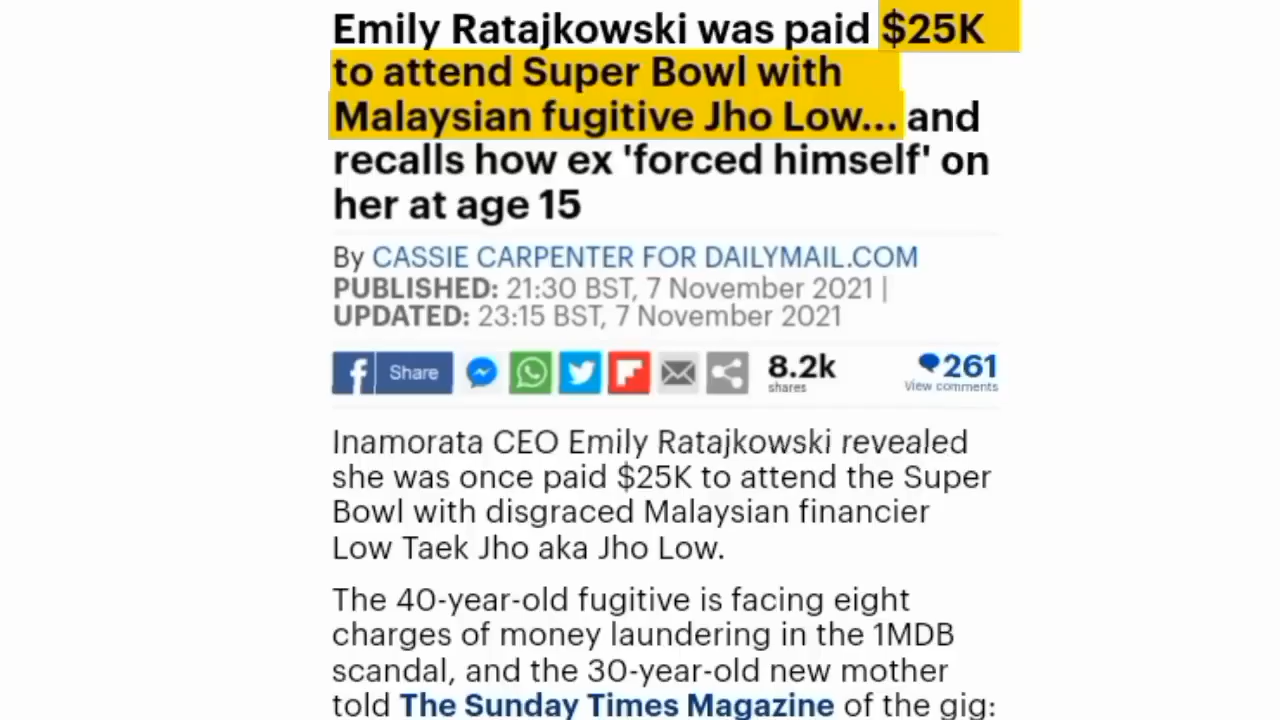 Emily Ratajkowski was paid $25K
to attend Super Bowl with
Malaysian fugitive Jho Low... and
recalls how ex 'forced himself' on
her at age 15
By CASSIE CARPENTER FOR DAILYMAIL.COM
PUBLISHED: 21:30 BST, 7 November 2021 |
UPDATED: 23:15 BST, 7 November 2021
f Share 8.2k 261
shares View comments
Inamorata CEO Emily Ratajkowski revealed
she was once paid $25K to attend the Super
Bowl with disgraced Malaysian financier
Low Taek Jho aka Jho Low.
The 40-year-old fugitive is facing eight
charges of money laundering in the 1MDB
scandal, and the 30-year-old new mother
told The Sunday Times Magazine of the gig: